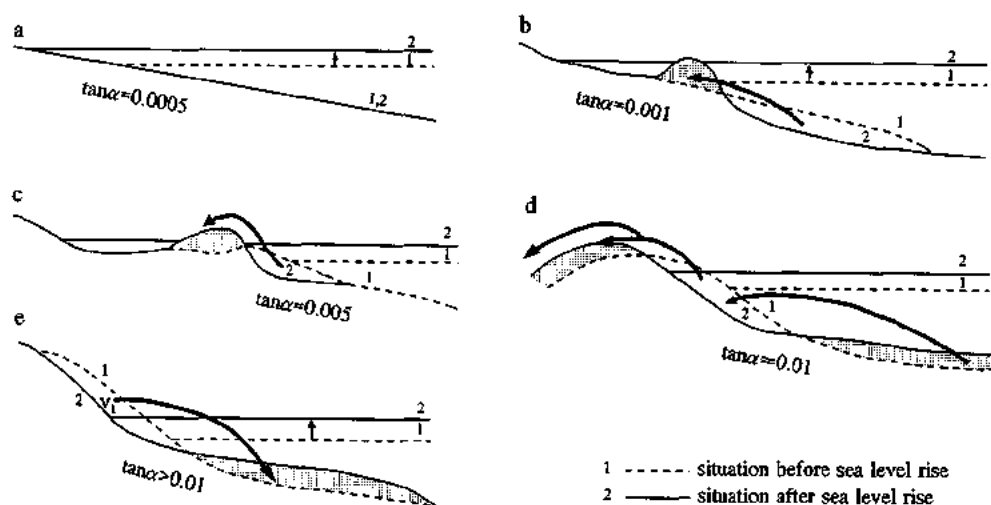 a
2
1
1,2
tanα=0.0005
b
2
1
1
2
tanα=0.001
c
2
1
2
1
tanα=0.005
d
2
1
1
2
tanα=0.01
e
1
2
2
1
tanα>0.01
1 situation before sea level rise
2 situation after sea level rise